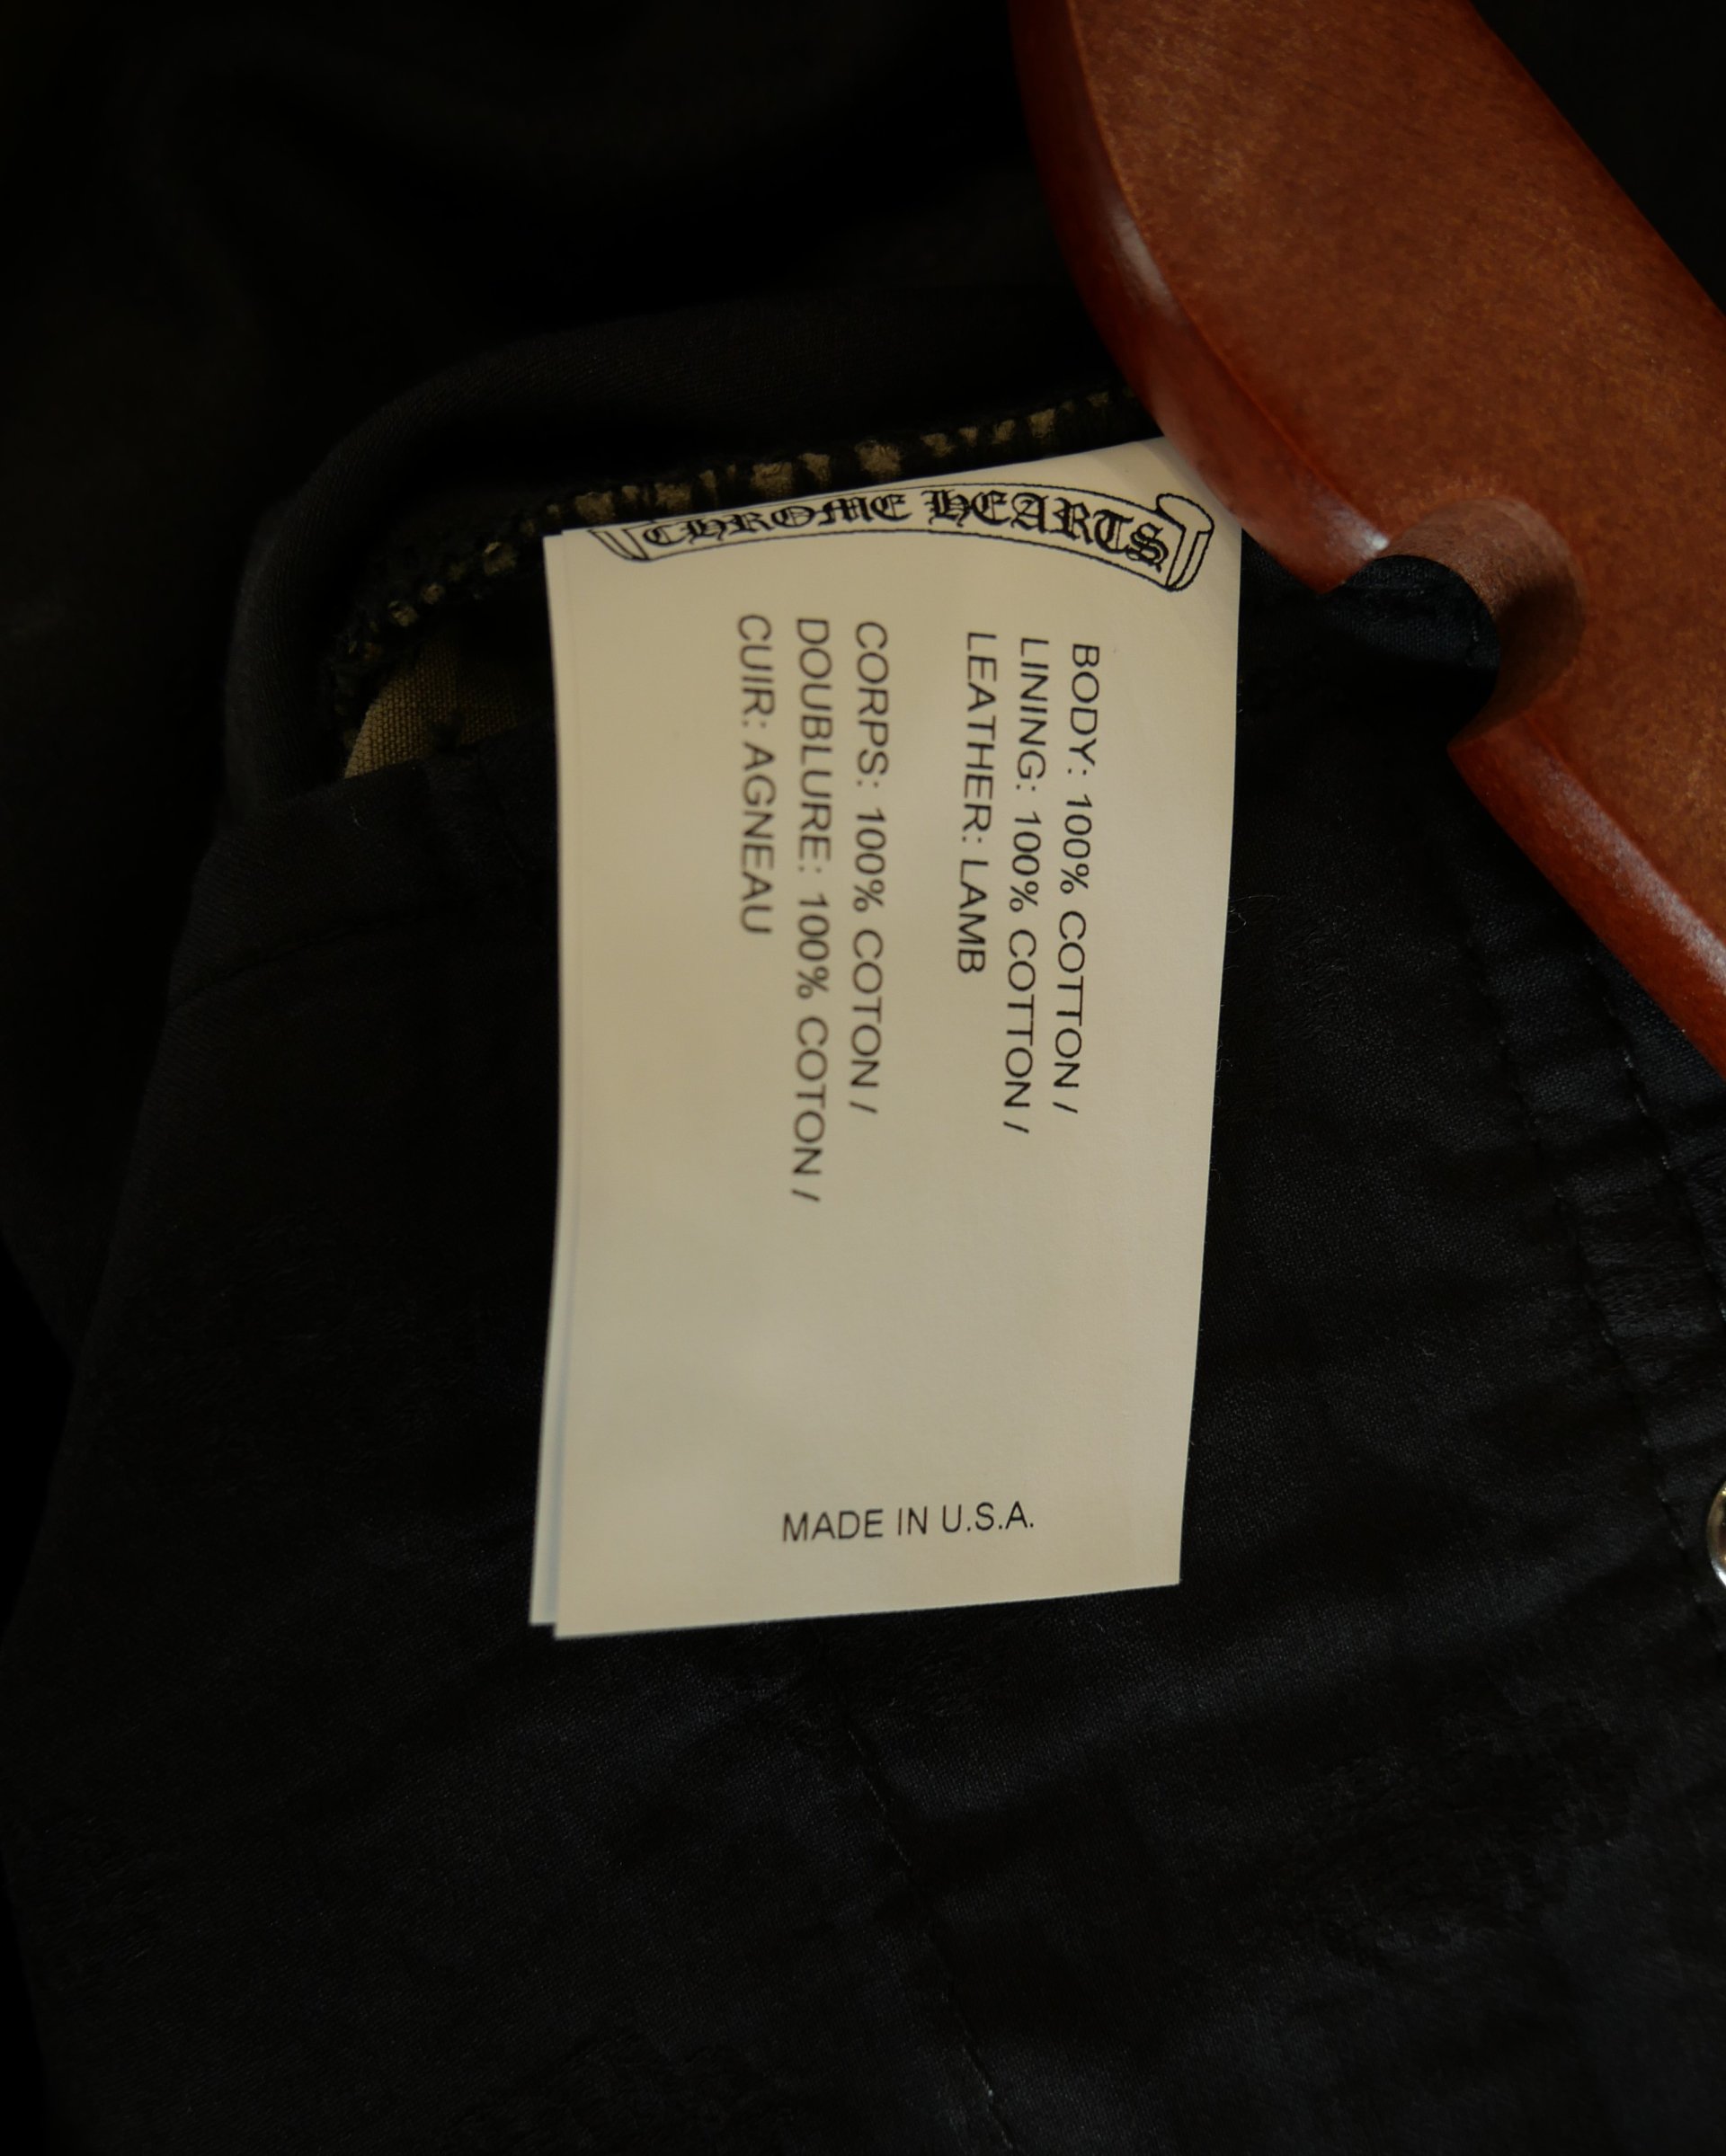 CHROME HEARTS
BODY: 100% COTTON /
LINING: 100% COTTON /
LEATHER: LAMB
CORPS: 100% COTON /
DOUBLURE: 100% COTON /
CUIR: AGNEAU
MADE IN U.S.A.